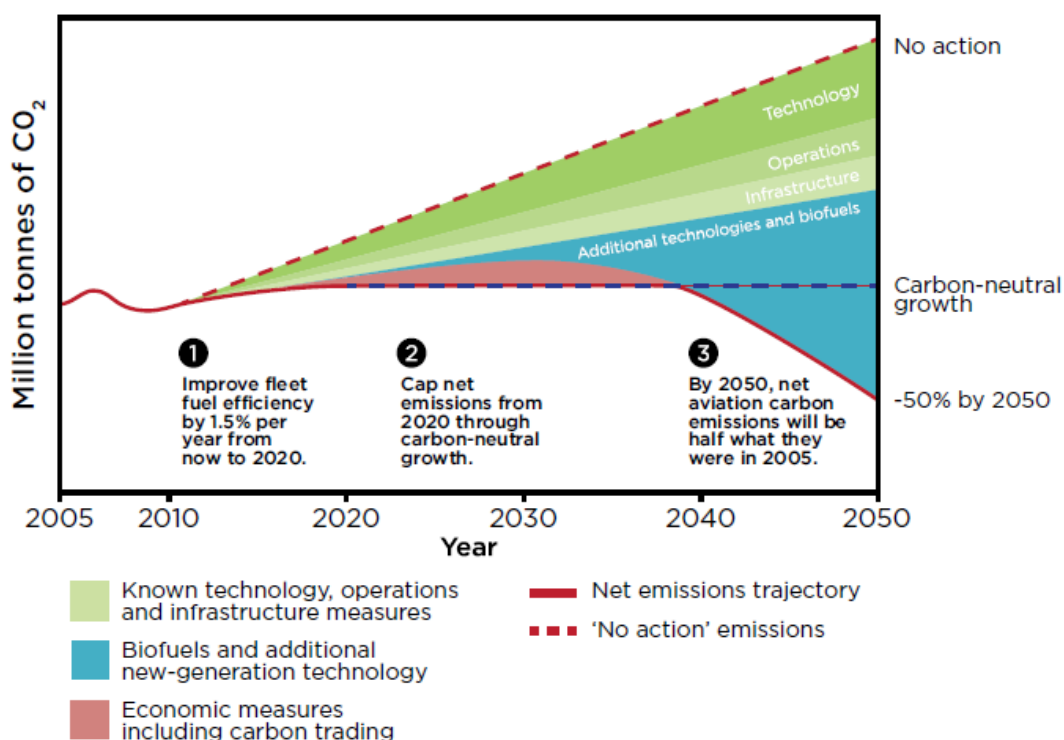 No action
Technology
Operations
Infrastructure
Additional technologies and biofuels
Million tonnes of CO₂
Carbon-neutral
growth
-50% by 2050
1
Improve fleet
fuel efficiency
by 1.5% per
year from
now to 2020.
2
Cap net
emissions from
2020 through
carbon-neutral
growth.
3
By 2050, net
aviation carbon
emissions will be
half what they
were in 2005.
2005 2010 2020 2030 2040 2050
Year
Known technology, operations
and infrastructure measures
Biofuels and additional
new-generation technology
Economic measures
including carbon trading
Net emissions trajectory
‘No action’ emissions